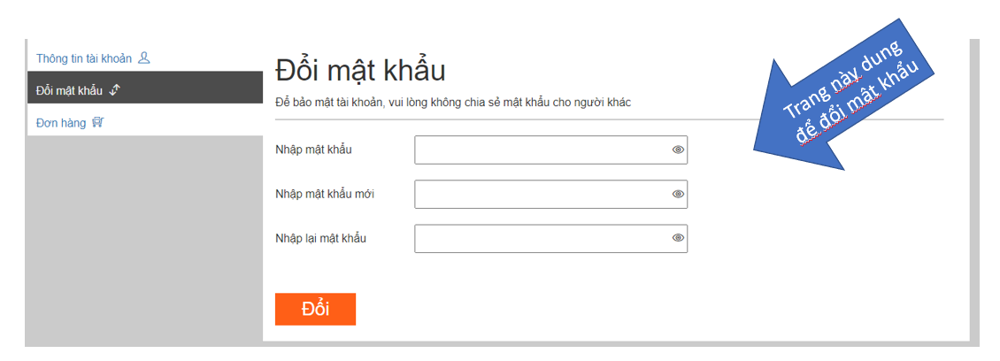 Thông tin tài khoản
Đổi mật khẩu
Đơn hàng
Đổi mật khẩu
Để bảo mật tài khoản, vui lòng không chia sẻ mật khẩu cho người khác
Nhập mật khẩu
Nhập mật khẩu mới
Nhập lại mật khẩu
Đổi
Trang này dung
để đổi mật khẩu